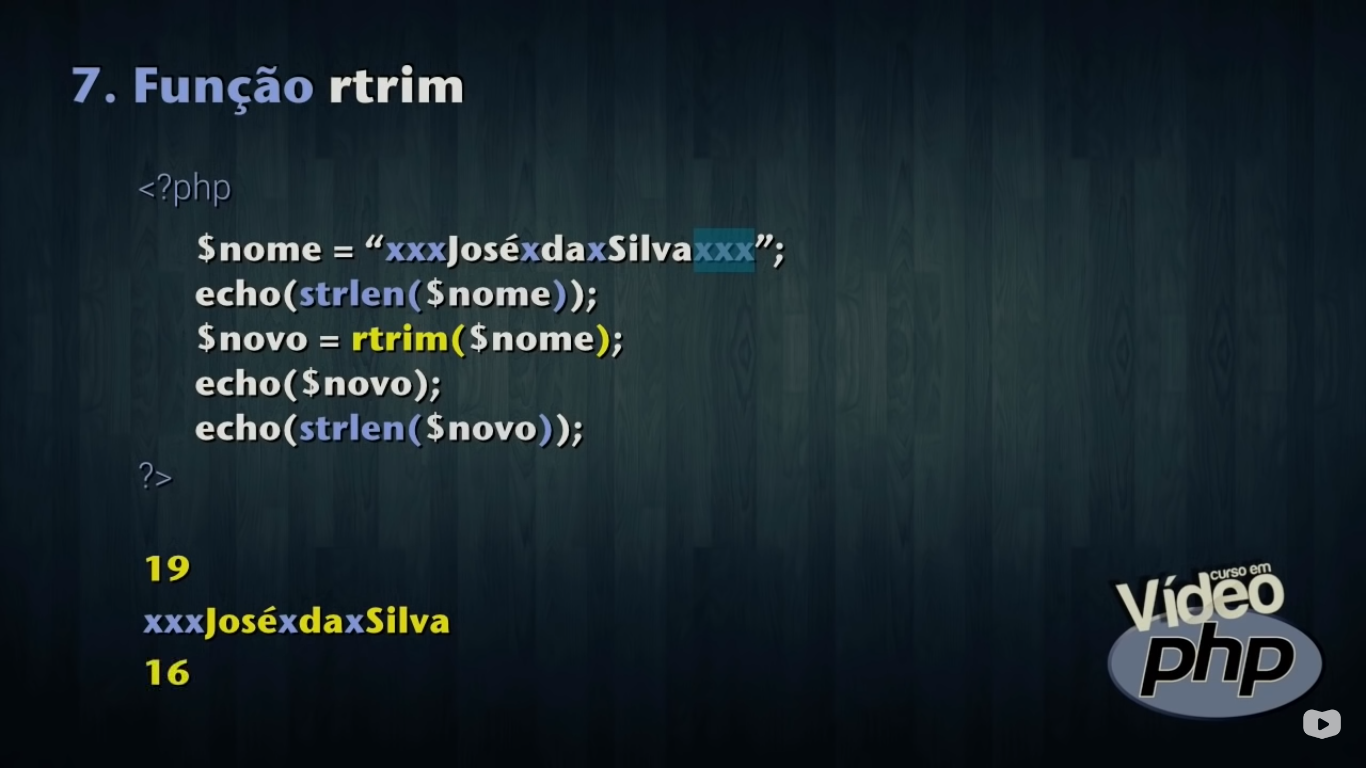 7. Função rtrim
<?php
$nome = “xxxJoséxdaxSilvaxxx”;
echo(strlen($nome));
$novo = rtrim($nome);
echo($novo);
echo(strlen($novo));
?>
19
xxxJoséxdaxSilva
16
curso em
Vídeo
php